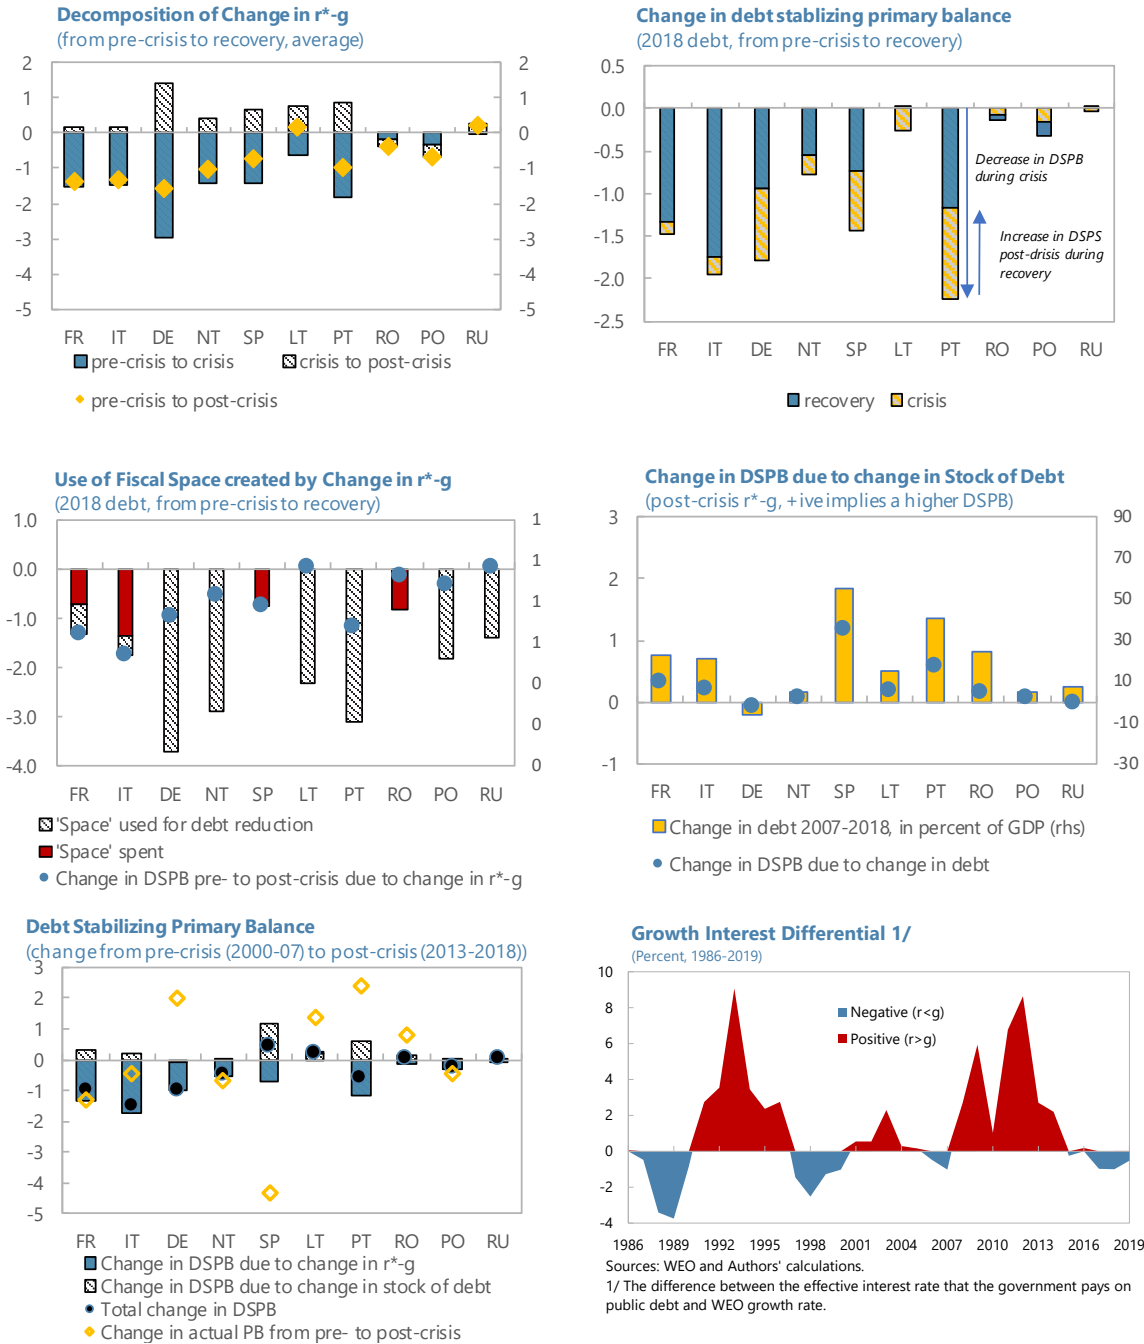 Decomposition of Change in r*-g
(from pre-crisis to recovery, average)
2
1
0
-1
-2
-3
-4
-5
2
1
0
-1
-2
-3
-4
-5
FR IT DE NT SP LT PT RO PO RU
pre-crisis to crisis
crisis to post-crisis
pre-crisis to post-crisis
Change in debt stablizing primary balance
(2018 debt, from pre-crisis to recovery)
0.5
0.0
-0.5
-1.0
-1.5
-2.0
-2.5
Decrease in DSPB
during crisis
Increase in DSPS
post-drisis during
recovery
FR IT DE NT SP LT PT RO PO RU
recovery
crisis
Use of Fiscal Space created by Change in r*-g
(2018 debt, from pre-crisis to recovery)
1.0
0.0
-1.0
-2.0
-3.0
-4.0
1
1
1
1
0
0
0
FR IT DE NT SP LT PT RO PO RU
'Space' used for debt reduction
'Space' spent
Change in DSPB pre- to post-crisis due to change in r*-g
Change in DSPB due to change in Stock of Debt
(post-crisis r*-g, +ive implies a higher DSPB)
3
2
1
0
-1
90
70
50
30
10
-10
-30
FR IT DE NT SP LT PT RO PO RU
Change in debt 2007-2018, in percent of GDP (rhs)
Change in DSPB due to change in debt
Debt Stabilizing Primary Balance
(change from pre-crisis (2000-07) to post-crisis (2013-2018))
3
2
1
0
-1
-2
-3
-4
-5
FR IT DE NT SP LT PT RO PO RU
Change in DSPB due to change in r*-g
Change in DSPB due to change in stock of debt
Total change in DSPB
Change in actual PB from pre- to post-crisis
Growth Interest Differential 1/
(Percent, 1986-2019)
10
8
6
4
2
0
-2
-4
Negative (r<g)
Positive (r>g)
1986 1989 1992 1995 1998 2001 2004 2007 2010 2013 2016 2019
Sources: WEO and Authors' calculations.
1/ The difference between the effective interest rate that the government pays on
public debt and WEO growth rate.